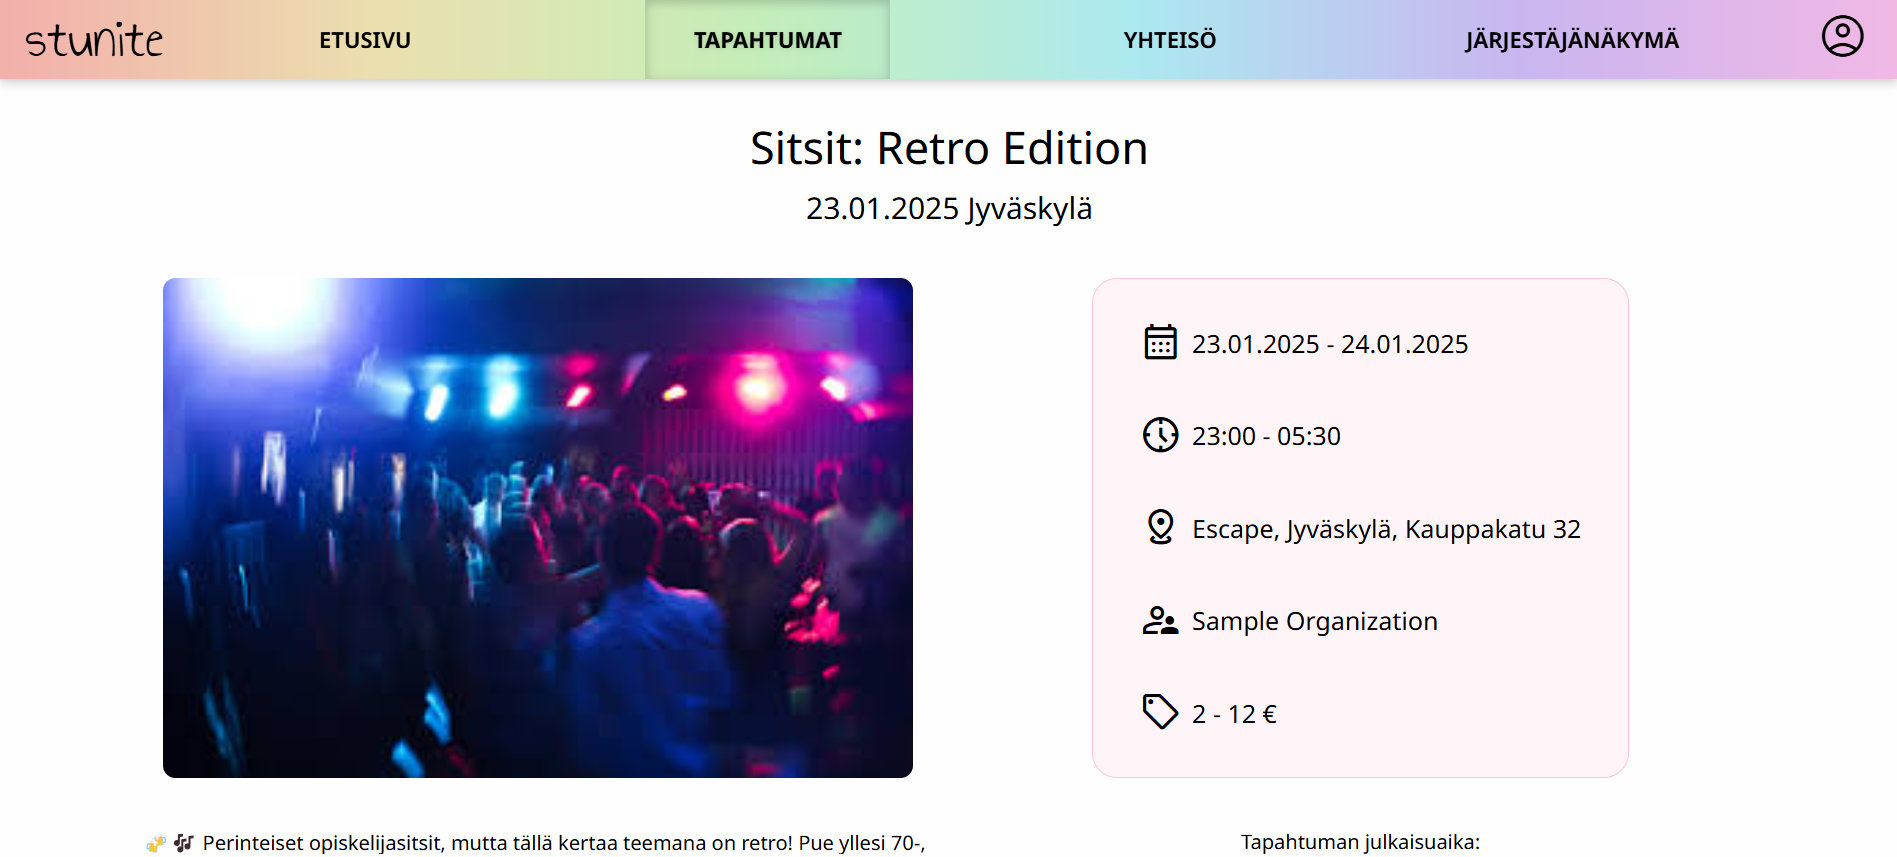 stunite
ETUSIVU
TAPAHTUMAT
YHTEISÖ
JÄRJESTÄJÄNÄKYMÄ
Sitsit: Retro Edition
23.01.2025 Jyväskylä
23.01.2025 - 24.01.2025
23:00 - 05:30
Escape, Jyväskylä, Kauppakatu 32
Sample Organization
2 - 12 €
🍻 🎶 Perinteiset opiskelijasitsit, mutta tällä kertaa teemana on retro! Pue yllesi 70-,
Tapahtuman julkaisuaika: